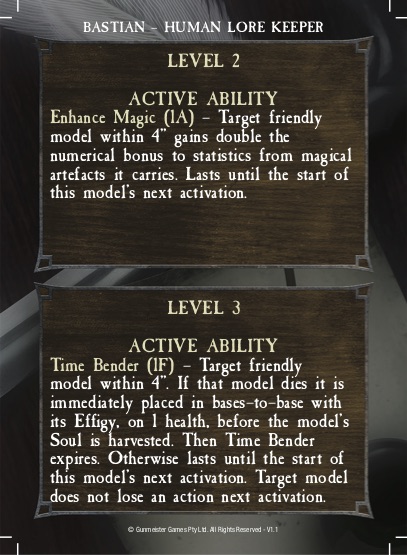 BASTIAN – HUMAN LORE KEEPER
LEVEL 2
ACTIVE ABILITY
Enhance Magic (1A) – Target friendly
model within 4” gains double the
numerical bonus to statistics from magical
artefacts it carries. Lasts until the start of
this model’s next activation.
LEVEL 3
ACTIVE ABILITY
Time Bender (1F) – Target friendly
model within 4”. If that model dies it is
immediately placed in bases-to-base with
its Effigy, on 1 health, before the model’s
Soul is harvested. Then Time Bender
expires. Otherwise lasts until the start of
this model’s next activation. Target model
does not lose an action next activation.
© Gunmeister Games Pty Ltd. All Rights Reserved - V1.1